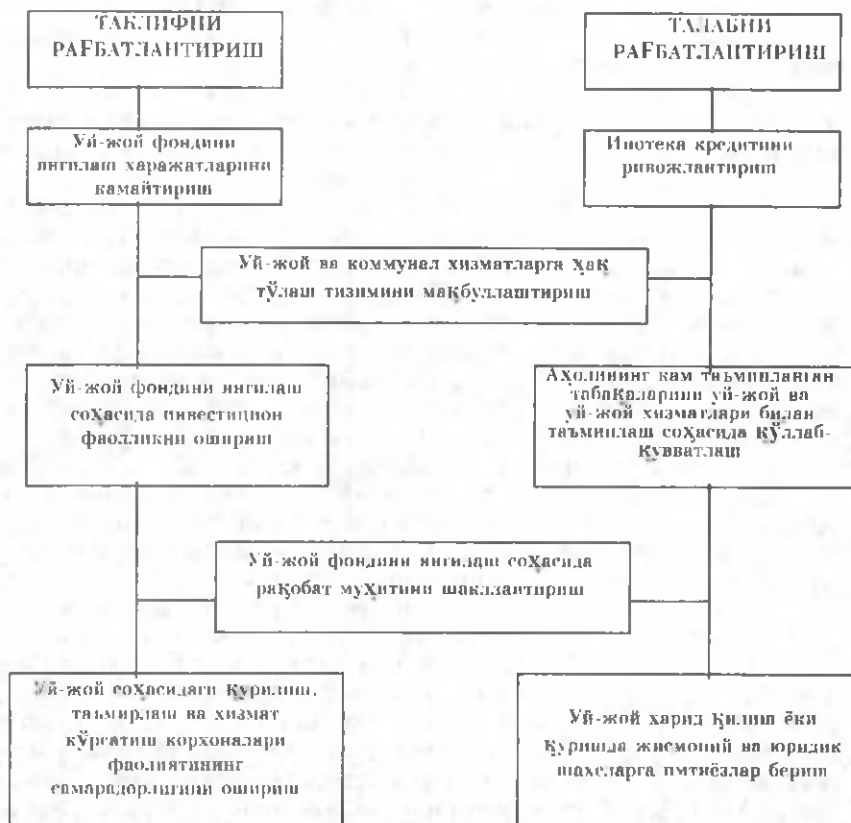 ТАКЛИФНИ
РАҒБАТЛАНТИРИШ
ТАЛАБНИ
РАҒБАТЛАНТИРИШ
Уй-жой фондини
янгилаш харажатларини
камайтириш
Ипотека кредитини
ривожлантириш
Уй-жой ва коммунал хизматларга ҳақ
тўлаш тизимини мақбуллаштириш
Уй-жой фондини янгилаш
соҳасида инвестицион
фаолликни ошириш
Аҳолининг кам таъминланган
табақаларини уй-жой ва
уй-жой хизматлари билан
таъминлаш соҳасида қўллаб-
қувватлаш
Уй-жой фондини янгилаш соҳасида
рақобат муҳитини шакллантириш
Уй-жой соҳасидаги қурилиш,
таъмирлаш ва хизмат
кўрсатиш корхоналари
фаолиятининг
самарадорлигини ошириш
Уй-жой харид қилиш ёки
қуришда жисмоний ва юридик
шахсларга имтиёзлар бериш